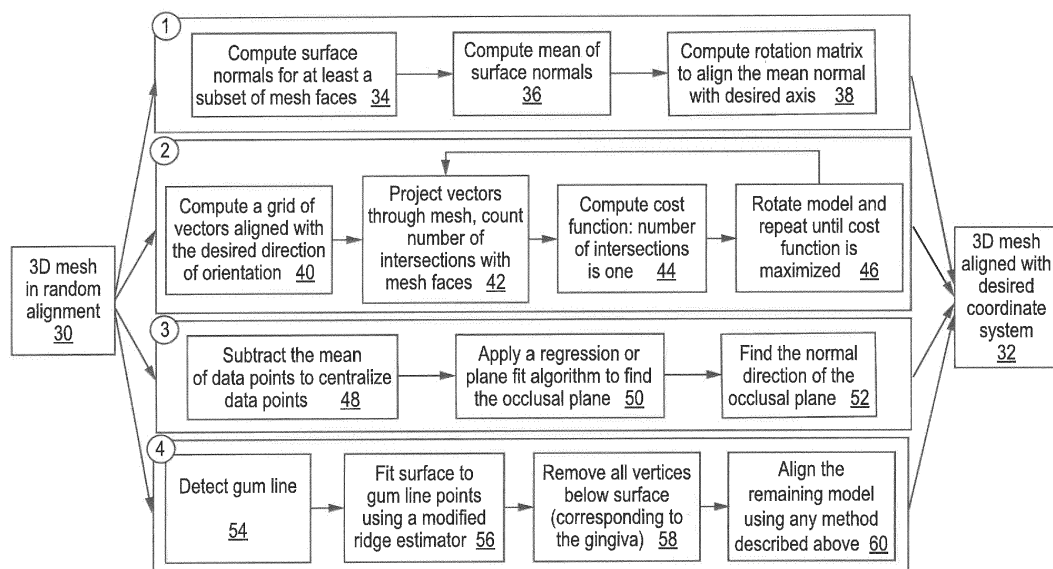 1
Compute surface
normals for at least a
subset of mesh faces 34
Compute mean of
surface normals
36
Compute rotation matrix
to align the mean normal
with desired axis 38
2
Compute a grid of
vectors aligned with
the desired direction
of orientation 40
Project vectors
through mesh, count
number of
intersections with
mesh faces 42
Compute cost
function: number
of intersections
is one 44
Rotate model and
repeat until cost
function is
maximized 46
3D mesh
in random
alignment
30
3D mesh
aligned with
desired
coordinate
system
32
3
Subtract the mean
of data points to centralize
data points 48
Apply a regression or
plane fit algorithm to find
the occlusal plane 50
Find the normal
direction of the
occlusal plane 52
4
Detect gum line
54
Fit surface to
gum line points
using a modified
ridge estimator 56
Remove all vertices
below surface
(corresponding to
the gingiva) 58
Align the
remaining model
using any method
described above 60